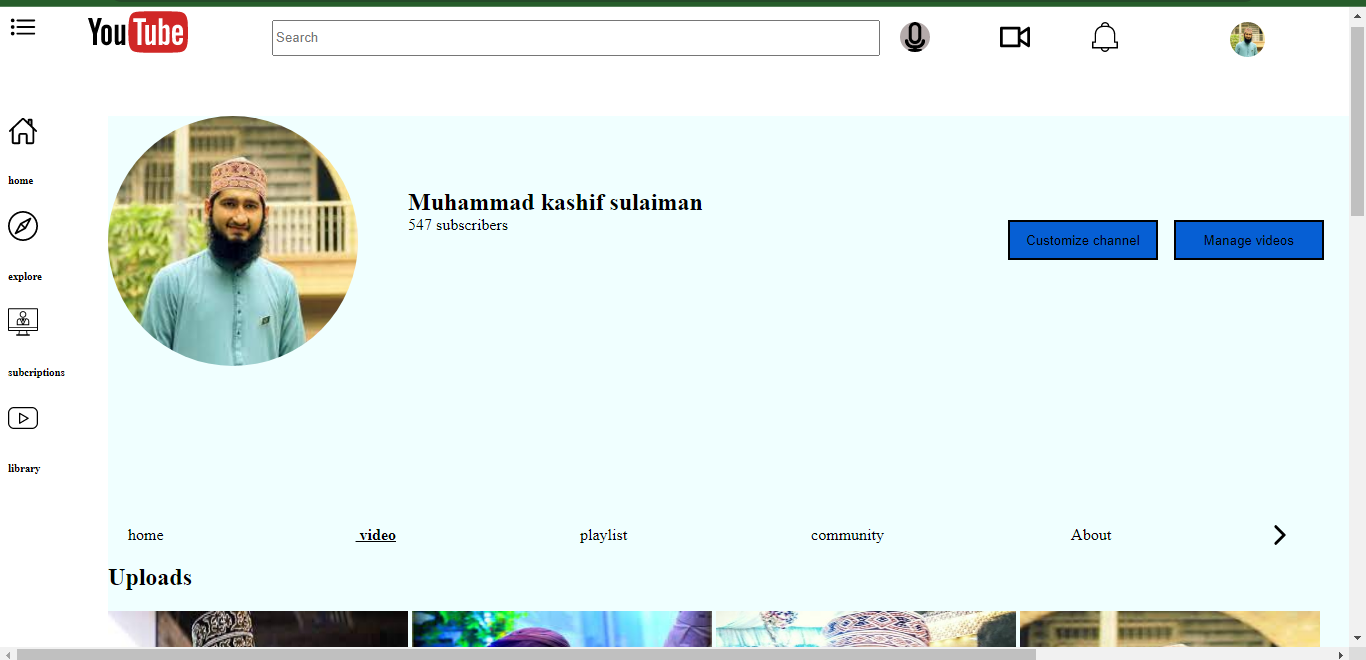 YouTube
Search
home
explore
subcriptions
library
Muhammad kashif sulaiman
547 subscribers
Customize channel
Manage videos
home
video
playlist
community
About
Uploads